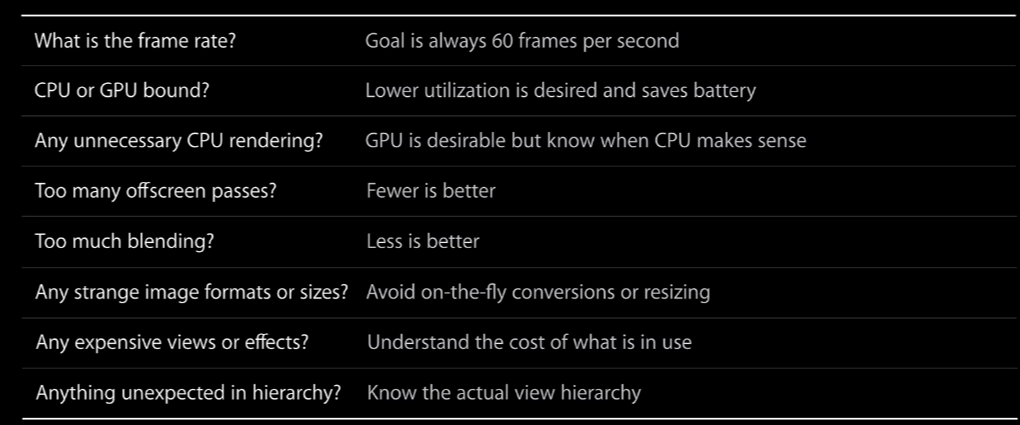 What is the frame rate? Goal is always 60 frames per second
CPU or GPU bound? Lower utilization is desired and saves battery
Any unnecessary CPU rendering? GPU is desirable but know when CPU makes sense
Too many offscreen passes? Fewer is better
Too much blending? Less is better
Any strange image formats or sizes? Avoid on-the-fly conversions or resizing
Any expensive views or effects? Understand the cost of what is in use
Anything unexpected in hierarchy? Know the actual view hierarchy